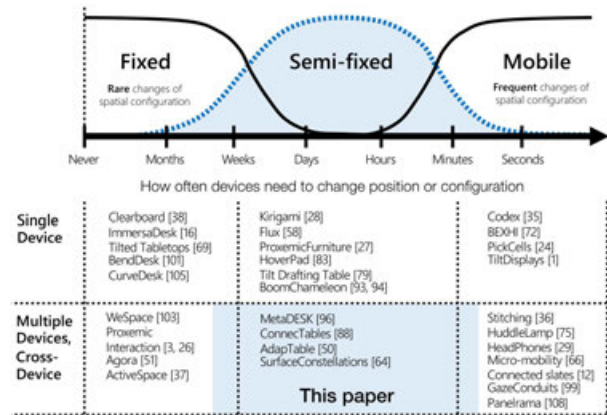 Fixed
Semi-fixed
Mobile
Rare changes of
spatial configuration
Frequent changes of
spatial configuration
Never
Months
Weeks
Days
Hours
Minutes
Seconds
How often devices need to change position or configuration
Single
Device
Clearboard [38]
ImmersaDesk [16]
Tilted Tabletops [69]
BendDesk [101]
CurveDesk [105]
Kirigami [28]
Flux [58]
ProxemicFurniture [27]
HoverPad [83]
Tilt Drafting Table [79]
BoomChameleon [93, 94]
Codex [35]
BEXHI [72]
PickCells [24]
TiltDisplays [1]
Multiple
Devices,
Cross-
Device
WeSpace [103]
Proxemic
Interaction [3, 26]
Agora [51]
ActiveSpace [37]
MetaDESK [96]
ConnecTables [88]
AdapTable [50]
SurfaceConstellations [64]
This paper
Stitching [36]
HuddleLamp [75]
HeadPhones [29]
Micro-mobility [66]
Connected slates [12]
GazeConduits [99]
Panelrama [108]